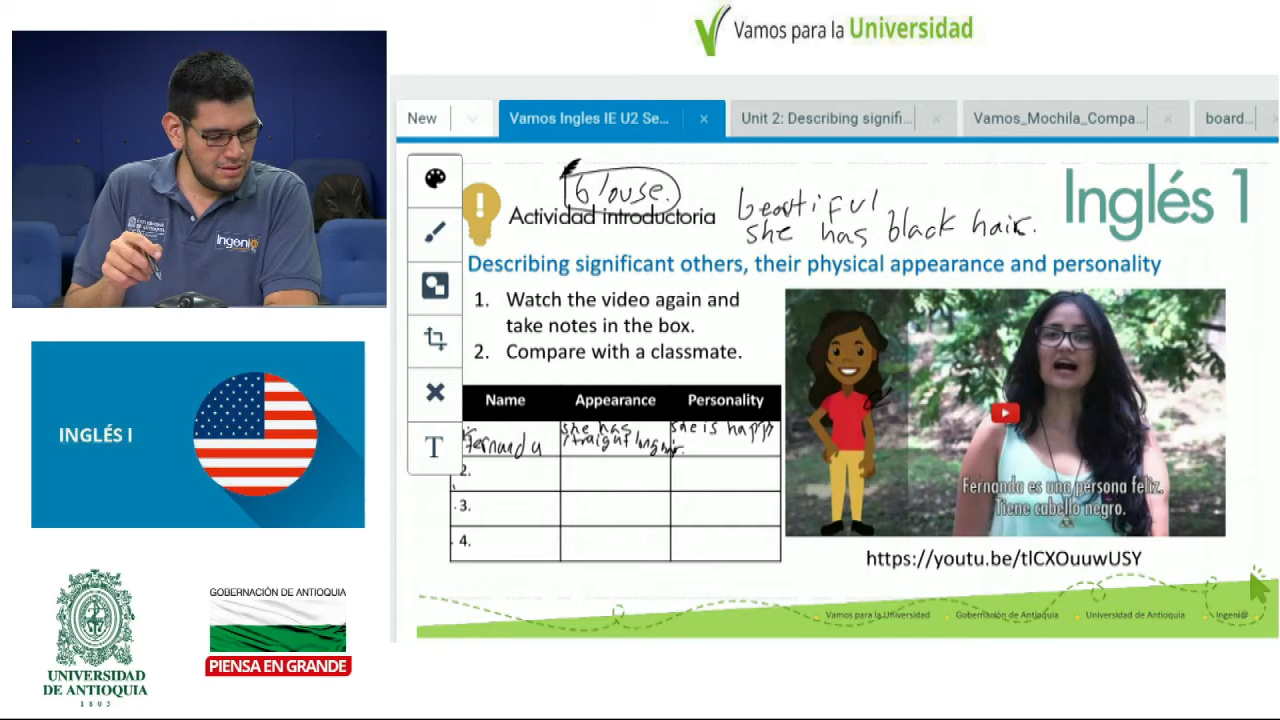 Vamos para la Universidad
New
Vamos Ingles IE U2 Se...
Unit 2: Describing signifi...
Vamos_Mochila_Compa...
board...
blouse.
Actividad introductoria
beautiful
she has black hair.
Inglés 1
Describing significant others, their physical appearance and personality
1. Watch the video again and
take notes in the box.
2. Compare with a classmate.
Name Appearance Personality
Fernanda she has straight long hair. she is happy
2.
3.
4.
T
Fernanda es una persona feliz.
Tiene cabello negro.
https://youtu.be/tlCXOuuwUSY
Vamos para la Universidad Gobernación de Antioquia Universidad de Antioquia Ingeni@
ingeni@
INGLÉS I
UNIVERSIDAD
DE ANTIOQUIA
1803
GOBERNACIÓN DE ANTIOQUIA
PIENSA EN GRANDE